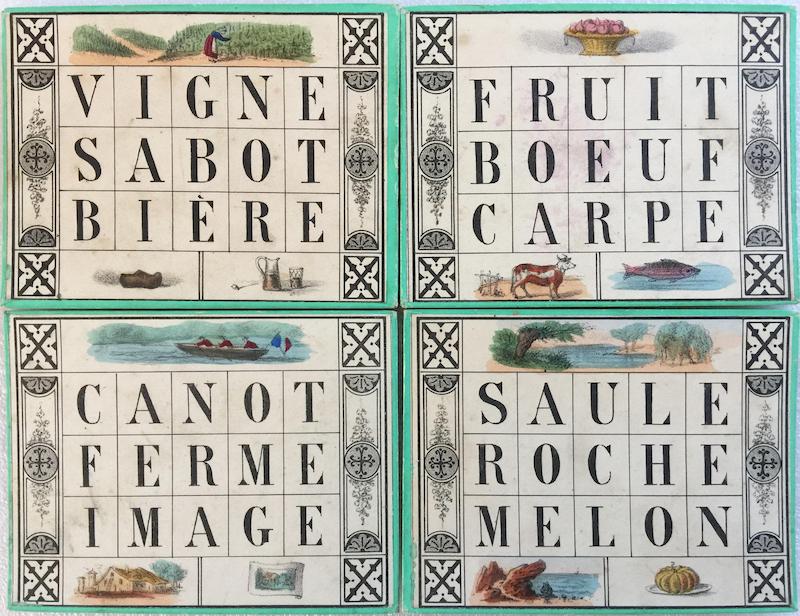 VIGNE
SABOT
BIÈRE
FRUIT
BOEUF
CARPE
CANOT
FERME
IMAGE
SAULE
ROCHE
MELON